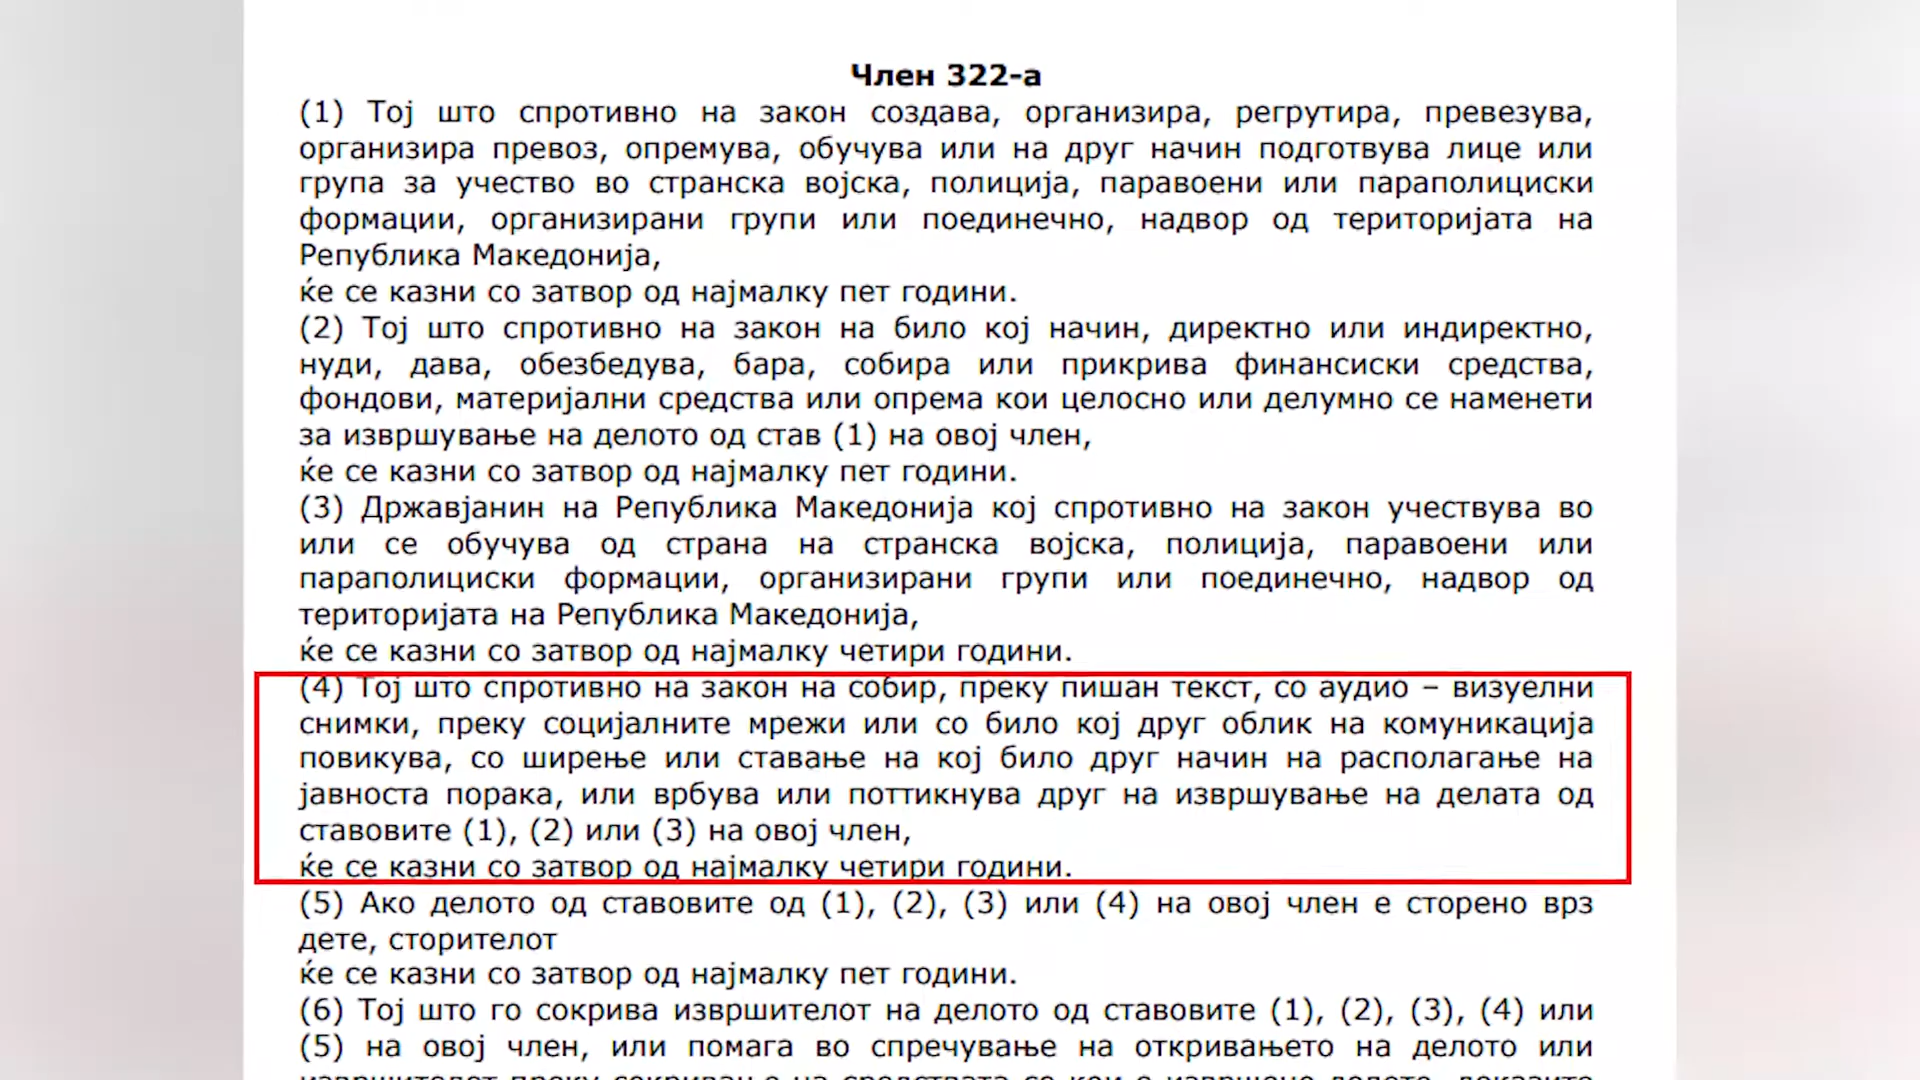 Член 322-а
(1) Тој што спротивно на закон создава, организира, регрутира, превезува,
организира превоз, опремува, обучува или на друг начин подготвува лице или
група за учество во странска војска, полиција, паравоени или параполициски
формации, организирани групи или поединечно, надвор од територијата на
Република Македонија,
ќе се казни со затвор од најмалку пет години.
(2) Тој што спротивно на закон на било кој начин, директно или индиректно,
нуди, дава, обезбедува, бара, собира или прикрива финансиски средства,
фондови, материјални средства или опрема кои целосно или делумно се наменети
за извршување на делото од став (1) на овој член,
ќе се казни со затвор од најмалку пет години.
(3) Државјанин на Република Македонија кој спротивно на закон учествува во
или се обучува од страна на странска војска, полиција, паравоени или
параполициски формации, организирани групи или поединечно, надвор од
територијата на Република Македонија,
ќе се казни со затвор од најмалку четири години.
(4) Тој што спротивно на закон на собир, преку пишан текст, со аудио – визуелни
снимки, преку социјалните мрежи или со било кој друг облик на комуникација
повикува, со ширење или ставање на кој било друг начин на располагање на
јавноста порака, или врбува или поттикнува друг на извршување на делата од
ставовите (1), (2) или (3) на овој член,
ќе се казни со затвор од најмалку четири години.
(5) Ако делото од ставовите од (1), (2), (3) или (4) на овој член е сторено врз
дете, сторителот
ќе се казни со затвор од најмалку пет години.
(6) Тој што го сокрива извршителот на делото од ставовите (1), (2), (3), (4) или
(5) на овој член, или помага во спречување на откривањето на делото или